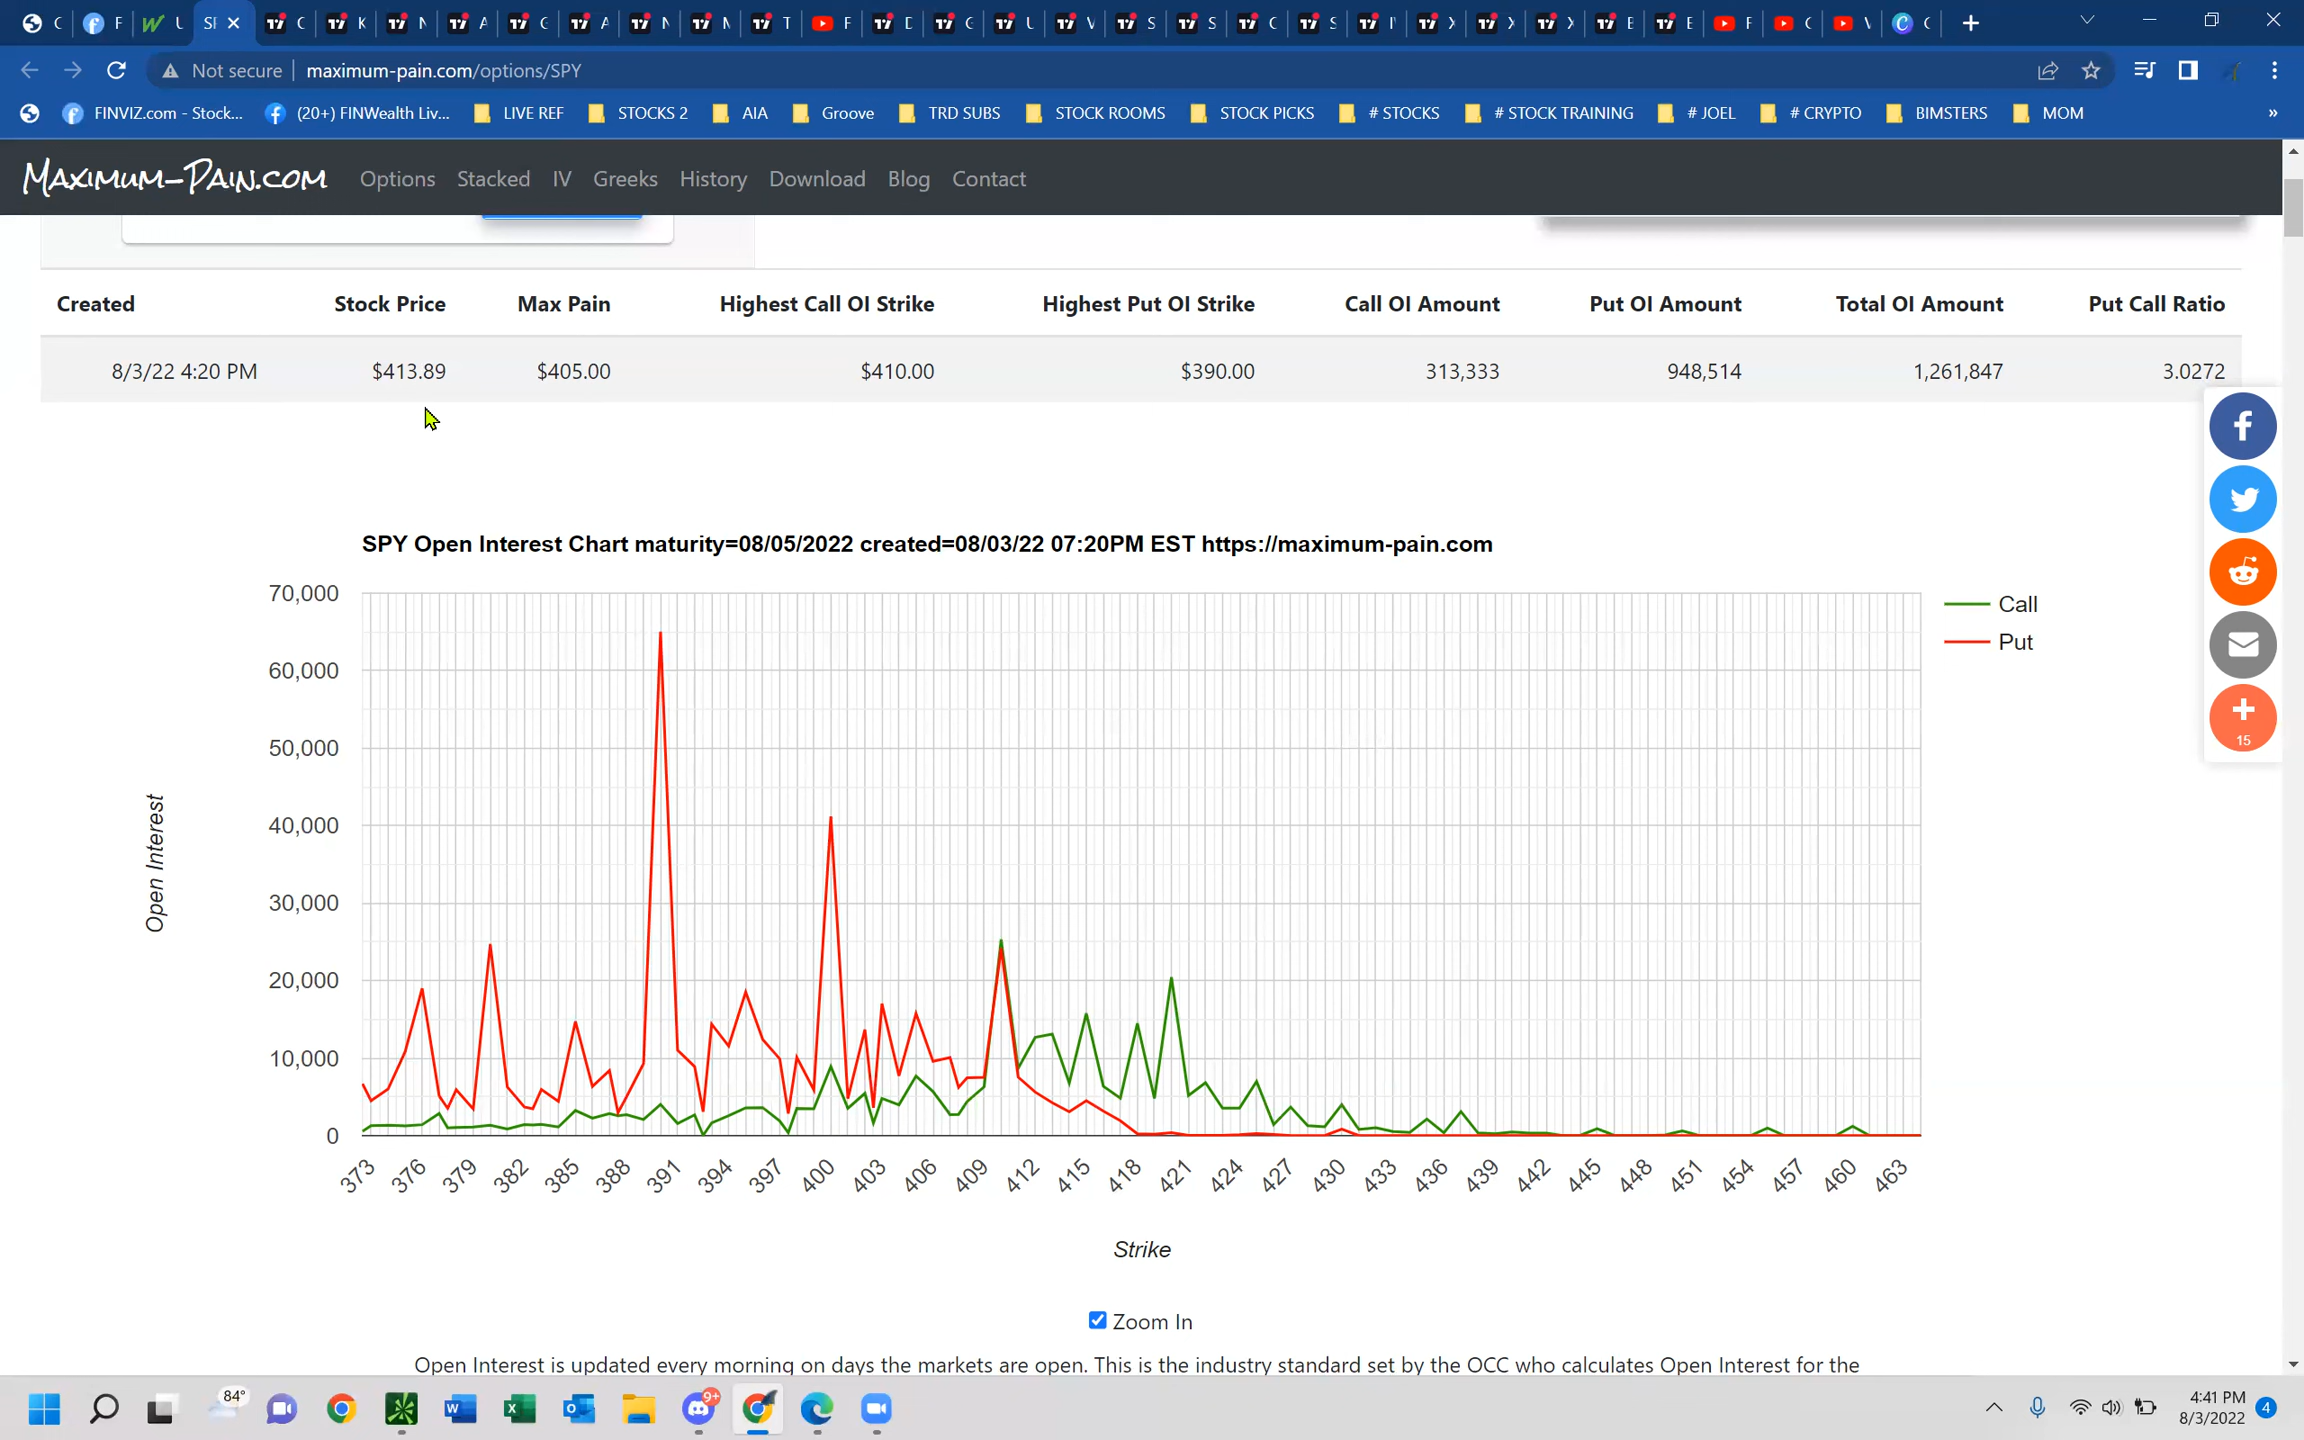 C
F
U
SI
C
K
N
A
G
A
N
M
T
F
D
G
U
V
S
S
C
S
I'
X
X
X
E
E
F
C
V
C
Not secure
maximum-pain.com/options/SPY
FINVIZ.com - Stock...
(20+) FINWealth Liv...
LIVE REF
STOCKS 2
AIA
Groove
TRD SUBS
STOCK ROOMS
STOCK PICKS
# STOCKS
# STOCK TRAINING
# JOEL
# CRYPTO
BIMSTERS
MOM
»
Maximum-Pain.com
Options
Stacked
IV
Greeks
History
Download
Blog
Contact
Created Stock Price Max Pain Highest Call OI Strike Highest Put OI Strike Call OI Amount Put OI Amount Total OI Amount Put Call Ratio
8/3/22 4:20 PM $413.89 $405.00 $410.00 $390.00 313,333 948,514 1,261,847 3.0272
SPY Open Interest Chart maturity=08/05/2022 created=08/03/22 07:20PM EST https://maximum-pain.com
70,000
60,000
50,000
40,000
30,000
20,000
10,000
0
Open Interest
Call
Put
15
373 376 379 382 385 388 391 394 397 400 403 406 409 412 415 418 421 424 427 430 433 436 439 442 445 448 451 454 457 460 463
Strike
Zoom In
Open Interest is updated every morning on days the markets are open. This is the industry standard set by the OCC who calculates Open Interest for the
84°
9+
4:41 PM
8/3/2022
4